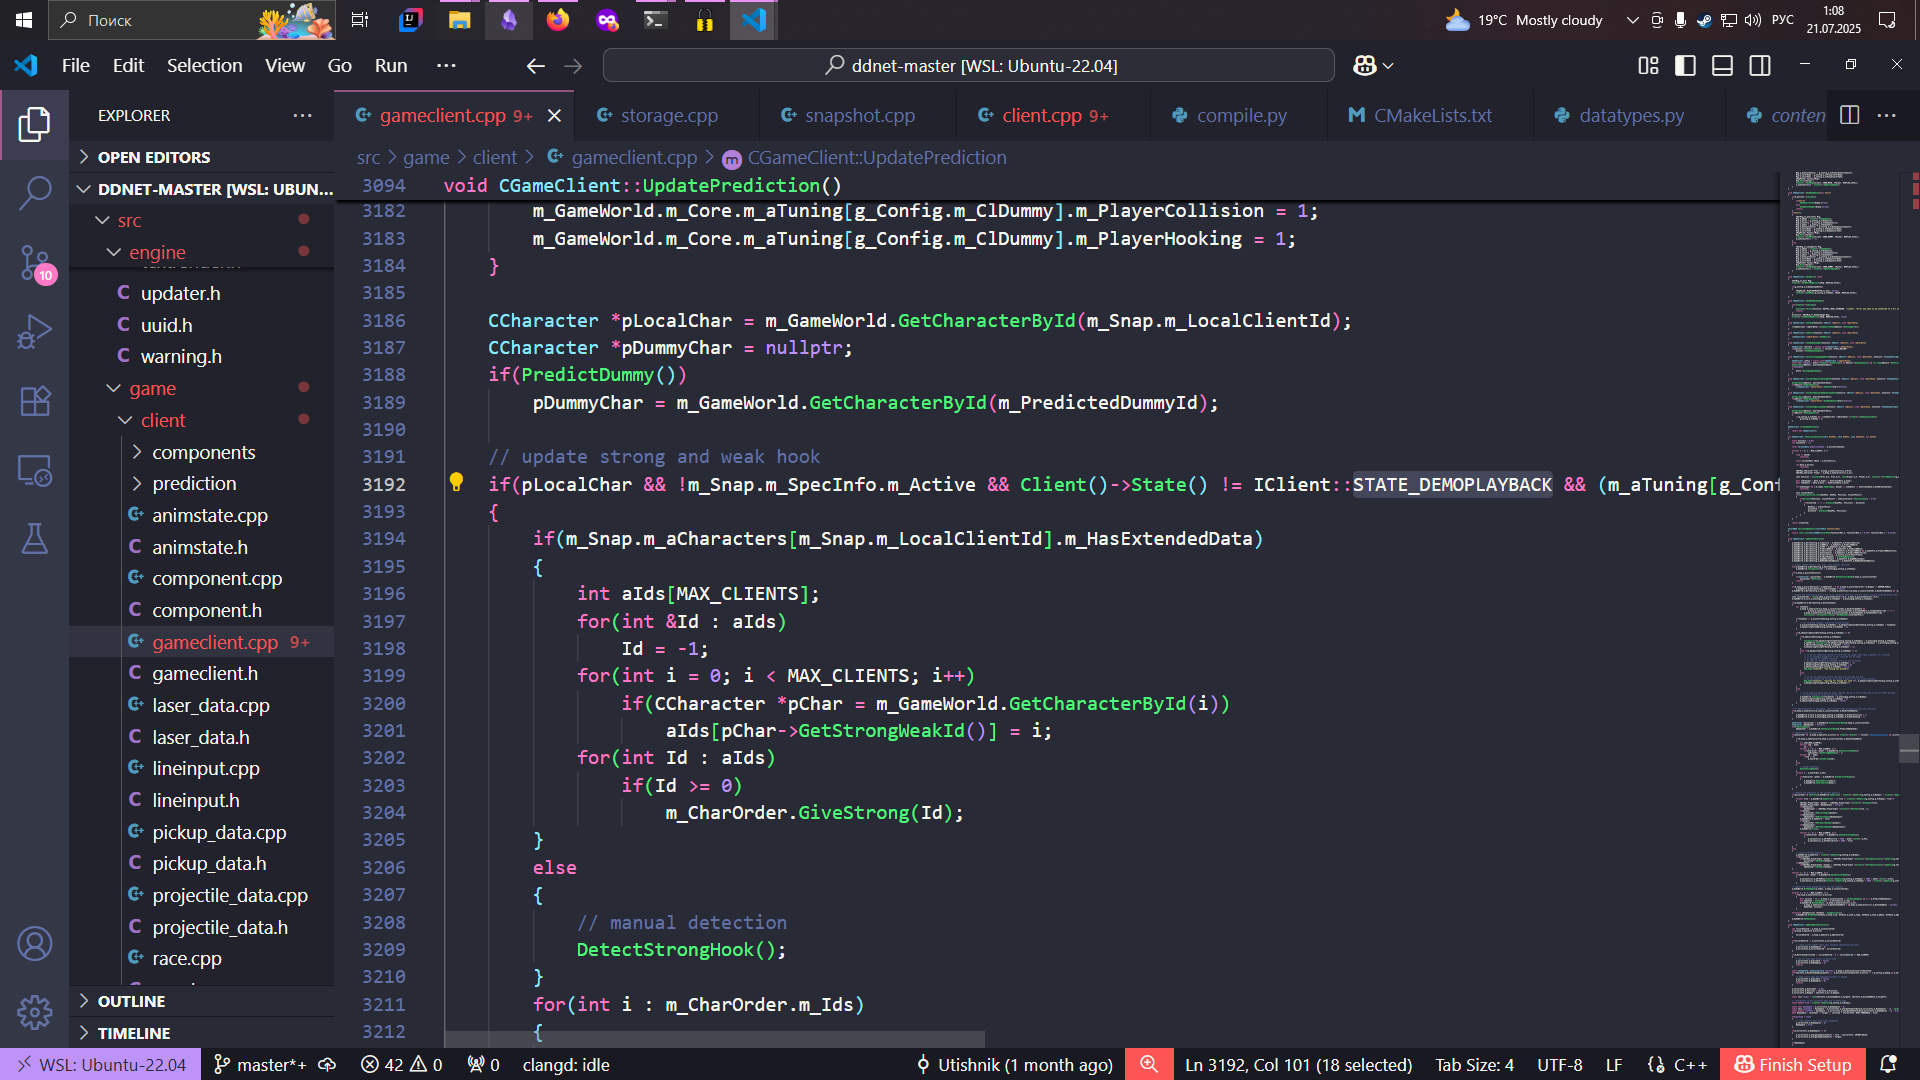 Поиск
19°C Mostly cloudy
РУС
1:08
21.07.2025
File Edit Selection View Go Run ···
ddnet-master [WSL: Ubuntu-22.04]
EXPLORER
gameclient.cpp 9+
storage.cpp
snapshot.cpp
client.cpp 9+
compile.py
CMakeLists.txt
datatypes.py
conten
OPEN EDITORS
DDNET-MASTER [WSL: UBUN...
src
engine
updater.h
uuid.h
warning.h
game
client
components
prediction
animstate.cpp
animstate.h
component.cpp
component.h
gameclient.cpp 9+
gameclient.h
laser_data.cpp
laser_data.h
lineinput.cpp
lineinput.h
pickup_data.cpp
pickup_data.h
projectile_data.cpp
projectile_data.h
race.cpp
OUTLINE
TIMELINE
10
src > game > client > gameclient.cpp > CGameClient::UpdatePrediction
3094 void CGameClient::UpdatePrediction()
3182 m_GameWorld.m_Core.m_aTuning[g_Config.m_ClDummy].m_PlayerCollision = 1;
3183 m_GameWorld.m_Core.m_aTuning[g_Config.m_ClDummy].m_PlayerHooking = 1;
3184 }
3185
3186 CCharacter *pLocalChar = m_GameWorld.GetCharacterById(m_Snap.m_LocalClientId);
3187 CCharacter *pDummyChar = nullptr;
3188 if(PredictDummy())
3189 pDummyChar = m_GameWorld.GetCharacterById(m_PredictedDummyId);
3190
3191 // update strong and weak hook
3192 if(pLocalChar && !m_Snap.m_SpecInfo.m_Active && Client()->State() != IClient::STATE_DEMOPLAYBACK && (m_aTuning[g_Con
3193 {
3194 if(m_Snap.m_aCharacters[m_Snap.m_LocalClientId].m_HasExtendedData)
3195 {
3196 int aIds[MAX_CLIENTS];
3197 for(int &Id : aIds)
3198 Id = -1;
3199 for(int i = 0; i < MAX_CLIENTS; i++)
3200 if(CCharacter *pChar = m_GameWorld.GetCharacterById(i))
3201 aIds[pChar->GetStrongWeakId()] = i;
3202 for(int Id : aIds)
3203 if(Id >= 0)
3204 m_CharOrder.GiveStrong(Id);
3205 }
3206 else
3207 {
3208 // manual detection
3209 DetectStrongHook();
3210 }
3211 for(int i : m_CharOrder.m_Ids)
3212 {
WSL: Ubuntu-22.04 master*+ 42 0 0 clangd: idle Utishnik (1 month ago) Ln 3192, Col 101 (18 selected) Tab Size: 4 UTF-8 LF C++ Finish Setup